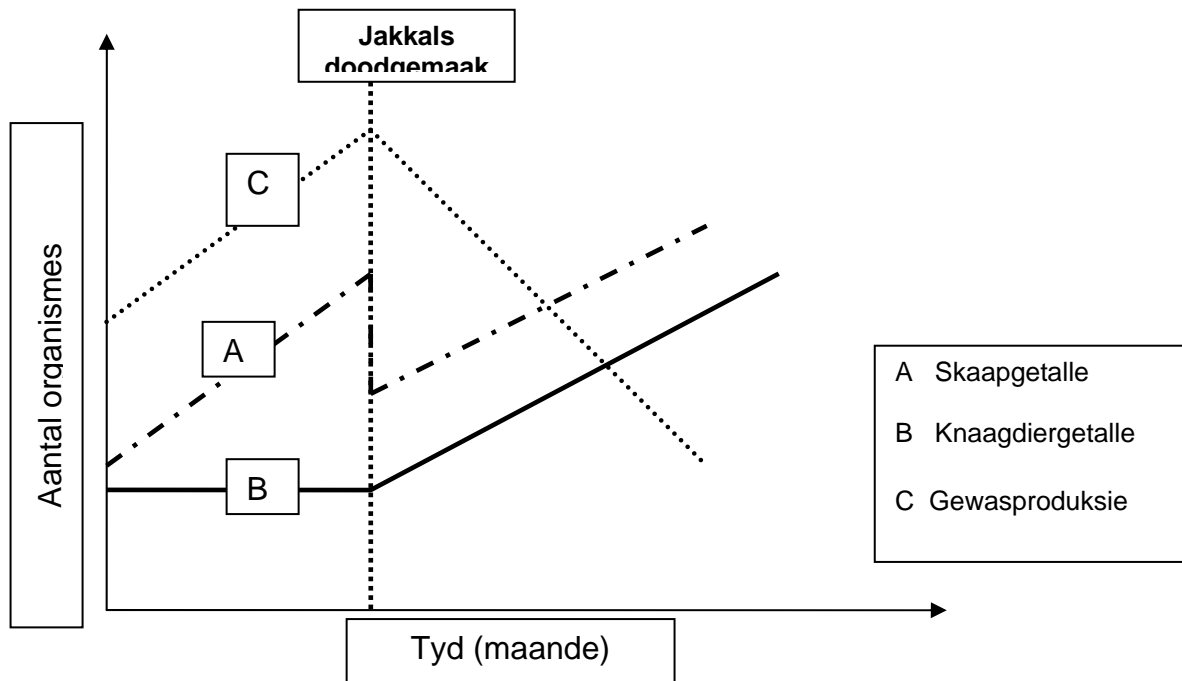 Jakkals
doodgemaak
C
A
B
Aantal organismes
Tyd (maande)
A Skaapgetalle
B Knaagdiergetalle
C Gewasproduksie